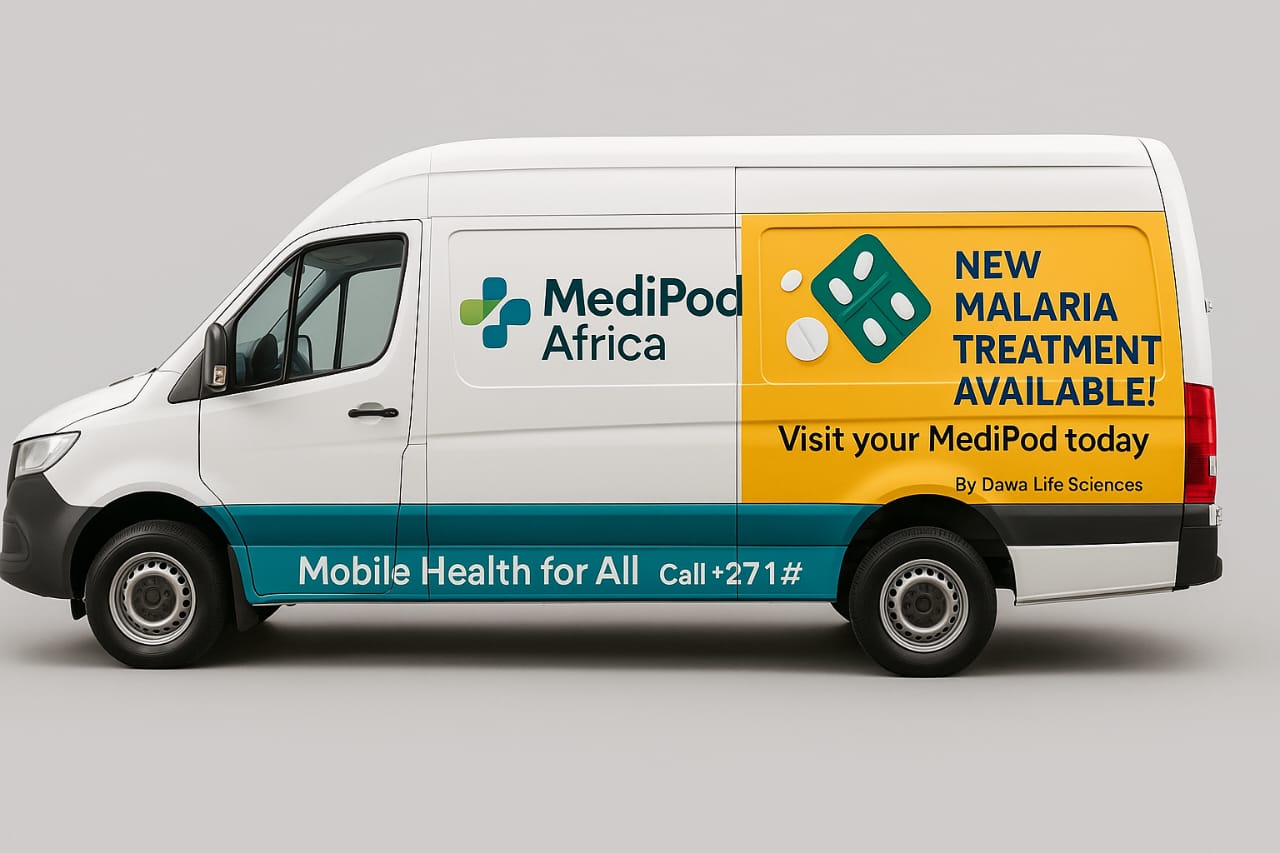 MediPod
Africa
NEW
MALARIA
TREATMENT
AVAILABLE!
Visit your MediPod today
By Dawa Life Sciences
Mobile Health for All Call +271#